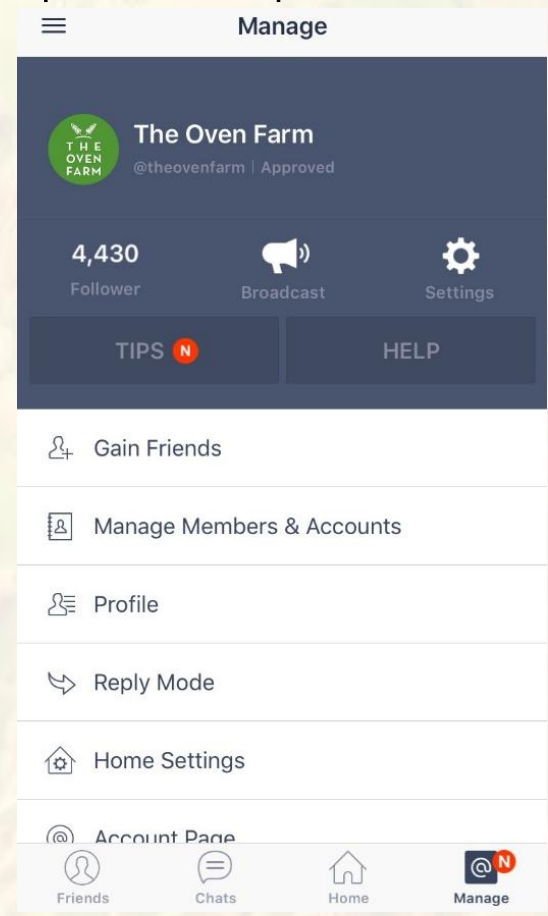 Manage
THE
OVEN
FARM
The Oven Farm
@theovenfarm | Approved
4,430
Follower
Broadcast
Settings
TIPS N
HELP
Gain Friends
Manage Members & Accounts
Profile
Reply Mode
Home Settings
@ Account Page
Friends
Chats
Home
@ N
Manage